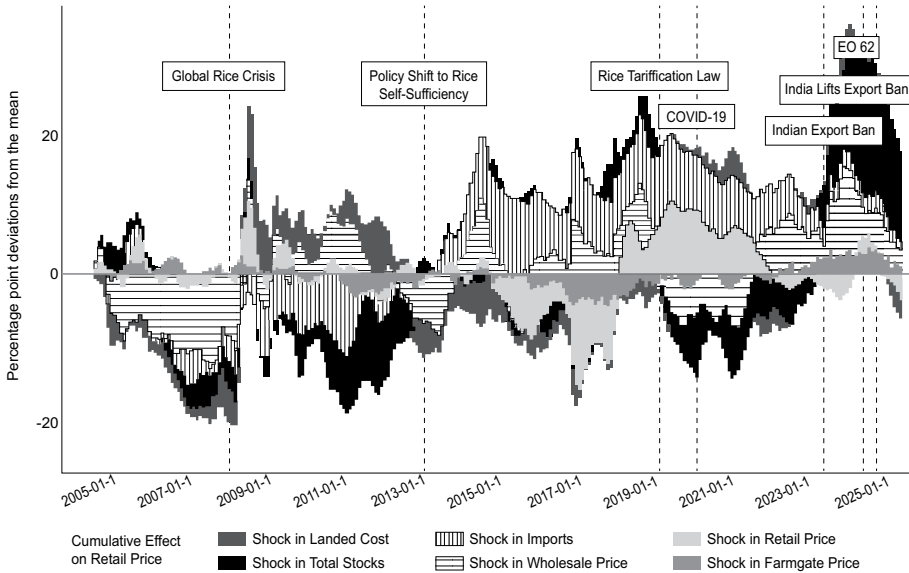 EO 62
Global Rice Crisis
Policy Shift to Rice
Self-Sufficiency
Rice Tariffication Law
India Lifts Export Ban
COVID-19
Indian Export Ban
Percentage point deviations from the mean
20
0
-20
2005-01-1
2007-01-1
2009-01-1
2011-01-1
2013-01-1
2015-01-1
2017-01-1
2019-01-1
2021-01-1
2023-01-1
2025-01-1
Cumulative Effect
on Retail Price
Shock in Landed Cost
Shock in Imports
Shock in Retail Price
Shock in Total Stocks
Shock in Wholesale Price
Shock in Farmgate Price